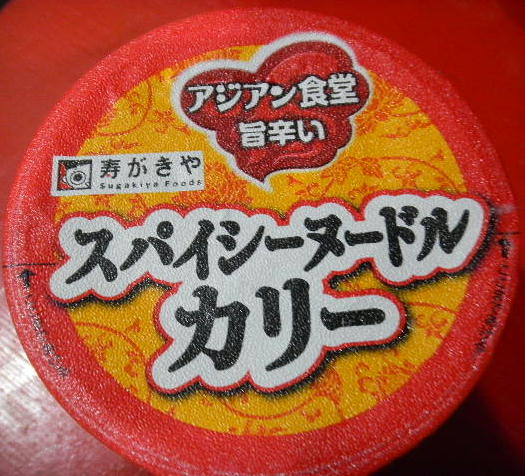 アジアン食堂
旨辛い
寿がきや
Sugakiya Foods
スパイシーヌードル
カリー